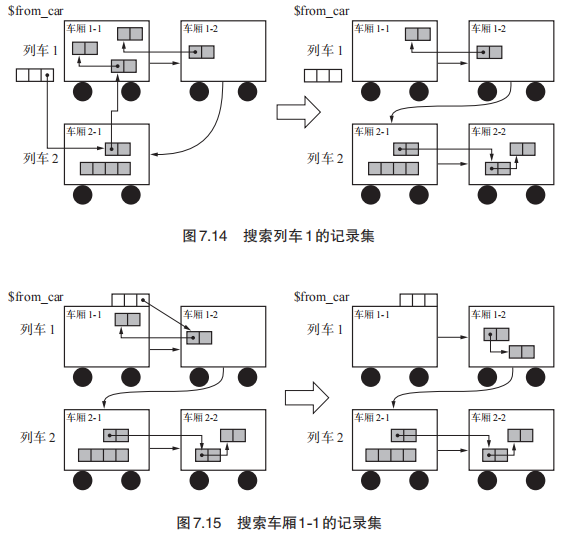 $from_car
车厢 1-1
车厢 1-2
列车 1
车厢 2-1
列车 2
$from_car
车厢 1-1
车厢 1-2
列车 1
车厢 2-1
车厢 2-2
列车 2
图7.14 搜索列车1的记录集
$from_car
车厢 1-1
车厢 1-2
列车 1
车厢 2-1
车厢 2-2
列车 2
$from_car
车厢 1-1
车厢 1-2
列车 1
车厢 2-1
车厢 2-2
列车 2
图7.15 搜索车厢1-1的记录集